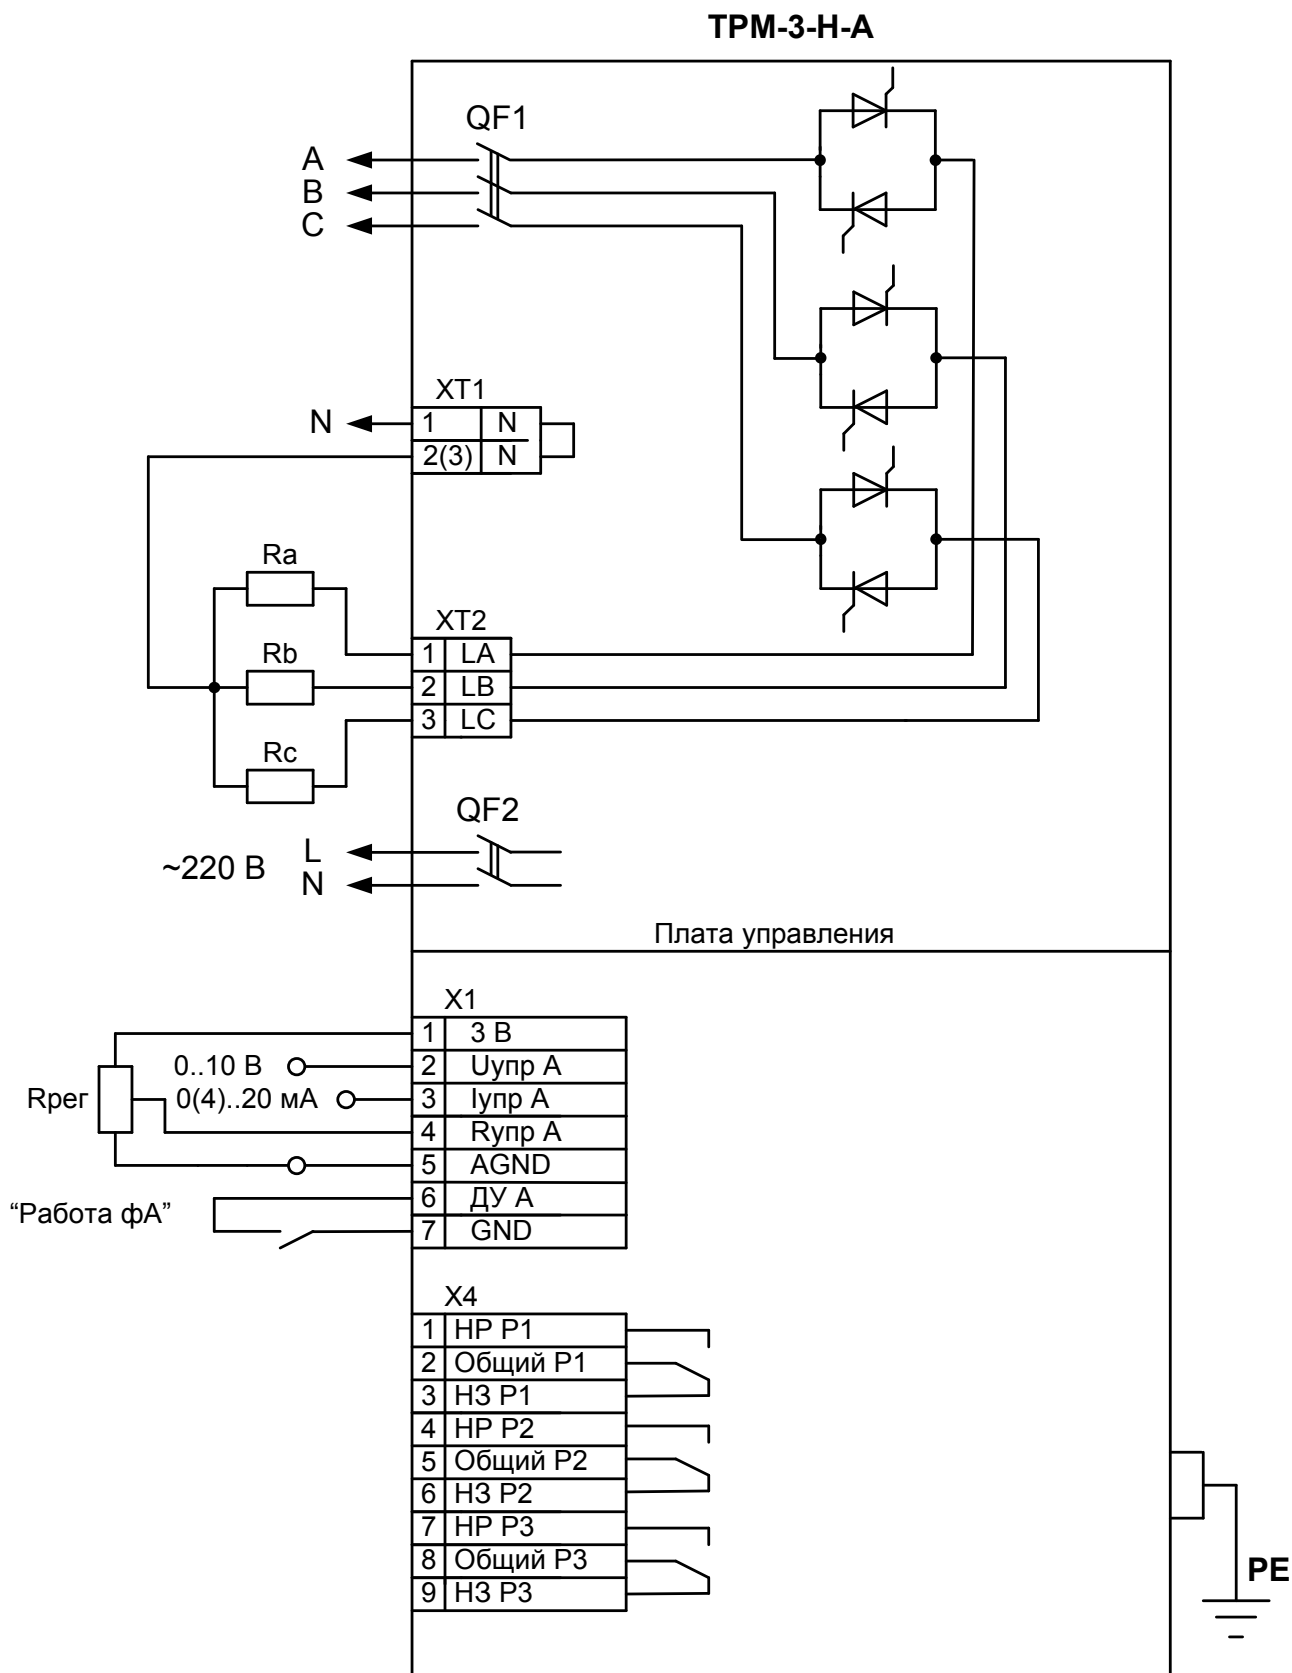 ТРМ-3-Н-А
QF1
A
B
C
XT1
N
1 N
2(3) N
Ra
XT2
Rb
1 LA
2 LB
3 LC
Rc
QF2
~220 В
L
N
Плата управления
X1
1 3 В
0..10 В
2 Uупр А
Rрег
0(4)..20 мА
3 Iупр А
4 Rупр А
5 AGND
“Работа фА”
6 ДУ А
7 GND
X4
1 НР Р1
2 Общий Р1
3 НЗ Р1
4 НР Р2
5 Общий Р2
6 НЗ Р2
7 НР Р3
8 Общий Р3
9 НЗ Р3
PE